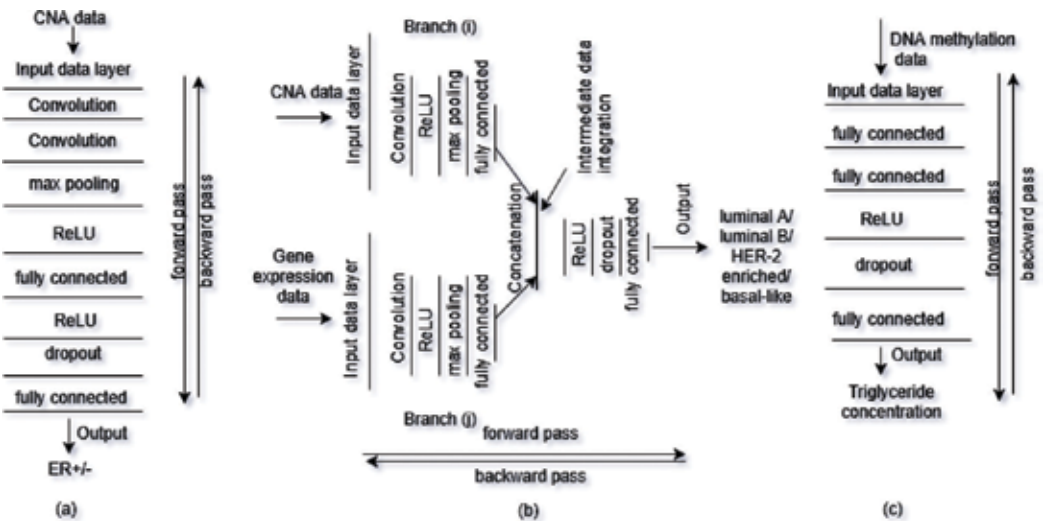 CNA data
Input data layer
Convolution
Convolution
max pooling
ReLU
fully connected
ReLU
dropout
fully connected
Output
ER+/-
forward pass
backward pass
(a)
Branch (i)
CNA data
Input data layer
Convolution
ReLU
max pooling
fully connected
Intermediate data
integration
Concatenation
Gene
expression
data
Input data layer
Convolution
ReLU
max pooling
fully connected
Branch (j)
ReLU
dropout
fully connected
Output
luminal A/
luminal B/
HER-2
enriched/
basal-like
forward pass
backward pass
(b)
DNA methylation
data
Input data layer
fully connected
fully connected
ReLU
dropout
fully connected
Output
Triglyceride
concentration
forward pass
backward pass
(c)